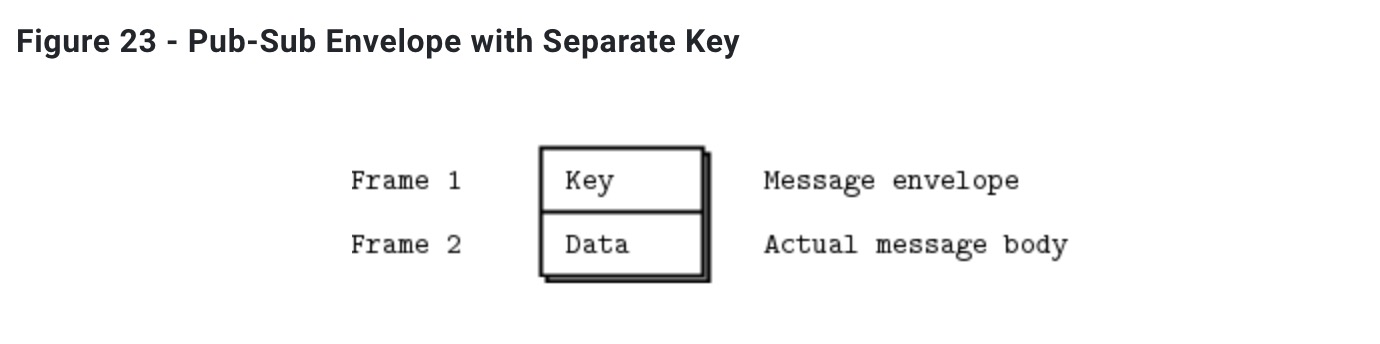 Figure 23 - Pub-Sub Envelope with Separate Key
Frame 1 Key Message envelope
Frame 2 Data Actual message body